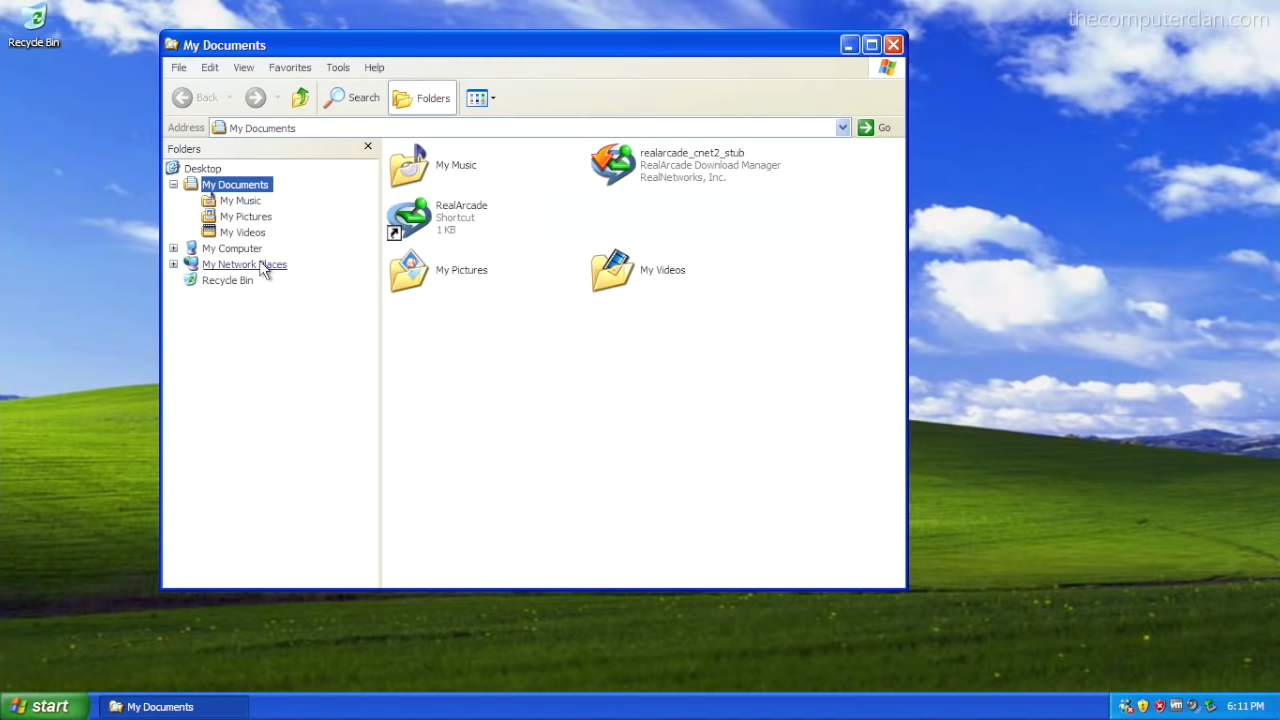 thecomputerclan.com
Recycle Bin
My Documents
File Edit View Favorites Tools Help
Back Search Folders
Address My Documents Go
Folders
Desktop
My Documents
My Music
My Pictures
My Videos
My Computer
My Network Places
Recycle Bin
My Music
realarcade_cnet2_stub
RealArcade Download Manager
RealNetworks, Inc.
RealArcade
Shortcut
1 KB
My Pictures
My Videos
start
My Documents
6:11 PM